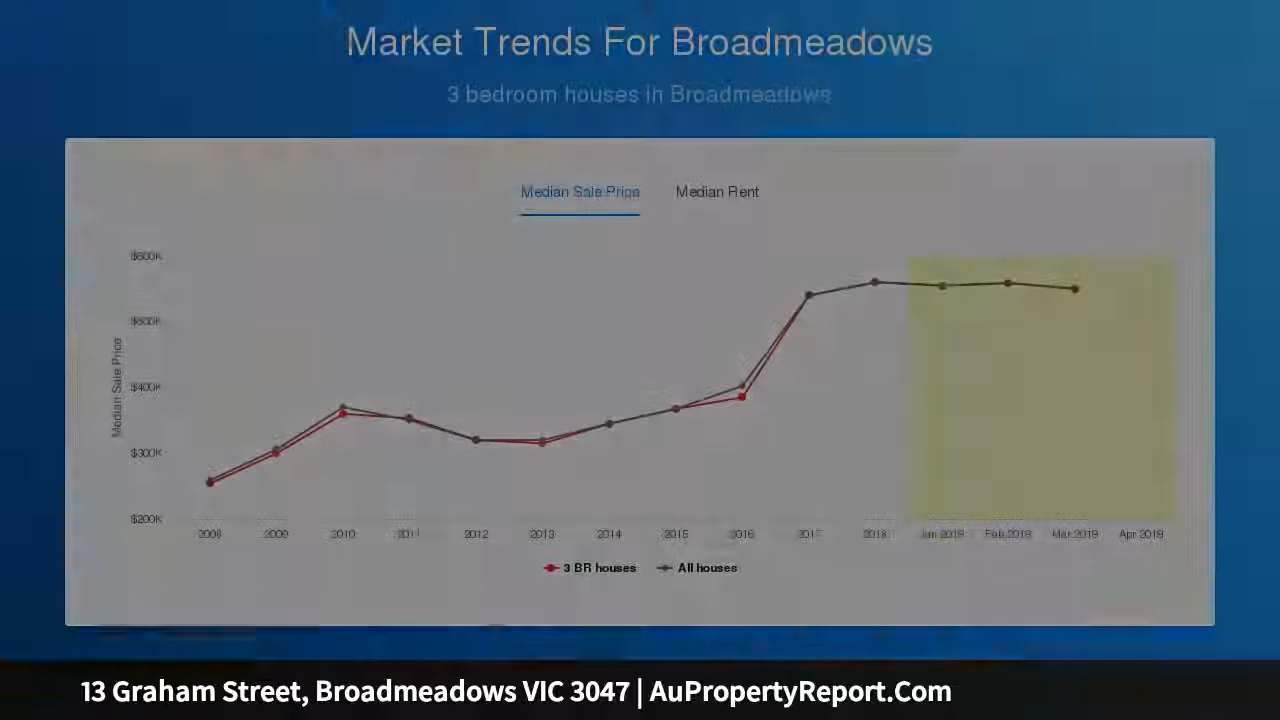 Market Trends For Broadmeadows
3 bedroom houses in Broadmeadows
Median Sale Price Median Rent
Median Sale Price
$600K
$500K
$400K
$300K
$200K
2008 2009 2010 2011 2012 2013 2014 2015 2016 2017 2018 Jan 2019 Feb 2019 Mar 2019 Apr 2019
3 BR houses All houses
13 Graham Street, Broadmeadows VIC 3047 | AuPropertyReport.Com